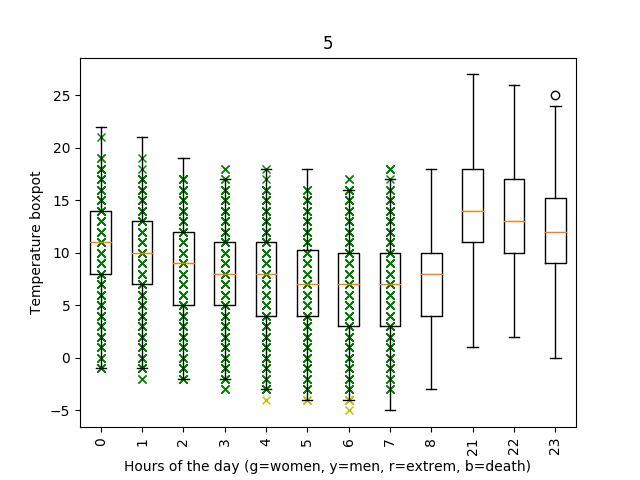 5
Temperature boxpot
25
20
15
10
5
0
−5
0 1 2 3 4 5 6 7 8 21 22 23
Hours of the day (g=women, y=men, r=extrem, b=death)